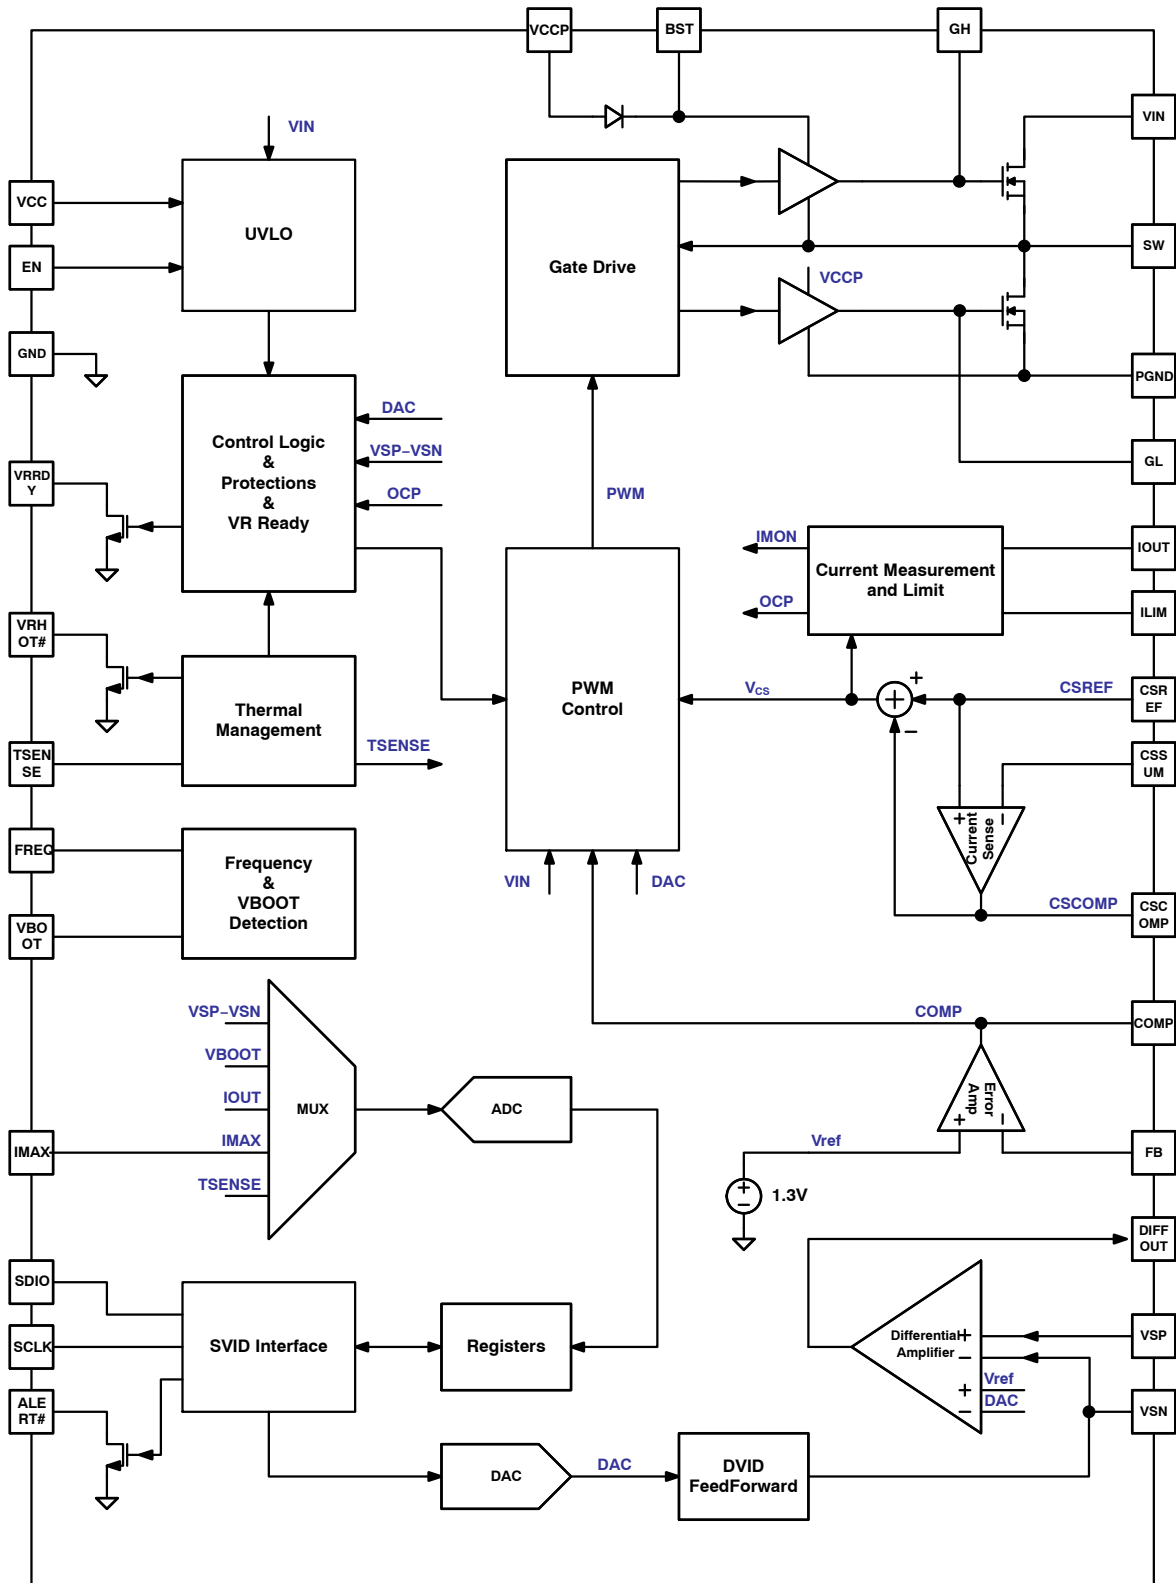 VCCP
BST
GH
VIN
VIN
VCC
UVLO
EN
Gate Drive
SW
VCCP
GND
PGND
DAC
Control Logic
&
Protections
&
VR Ready
VSP−VSN
OCP
GL
VRRD
Y
PWM
IMON
Current Measurement
and Limit
IOUT
OCP
ILIM
VRH
OT#
PWM
Control
VCS
+
+
−
CSREF
CSR
EF
Thermal
Management
TSENSE
TSEN
SE
CSS
UM
+
−
Current
Sense
FREQ
Frequency
&
VBOOT
Detection
VIN
DAC
CSCOMP
CSC
OMP
VBO
OT
VSP−VSN
VBOOT
IOUT
IMAX
TSENSE
MUX
ADC
COMP
COMP
Error
Amp
+
−
IMAX
Vref
FB
+
−
1.3V
DIFF
OUT
SDIO
SVID Interface
Registers
Differential
Amplifier
+
−
+
−
Vref
DAC
VSP
SCLK
ALE
RT#
VSN
DAC
DAC
DVID
FeedForward